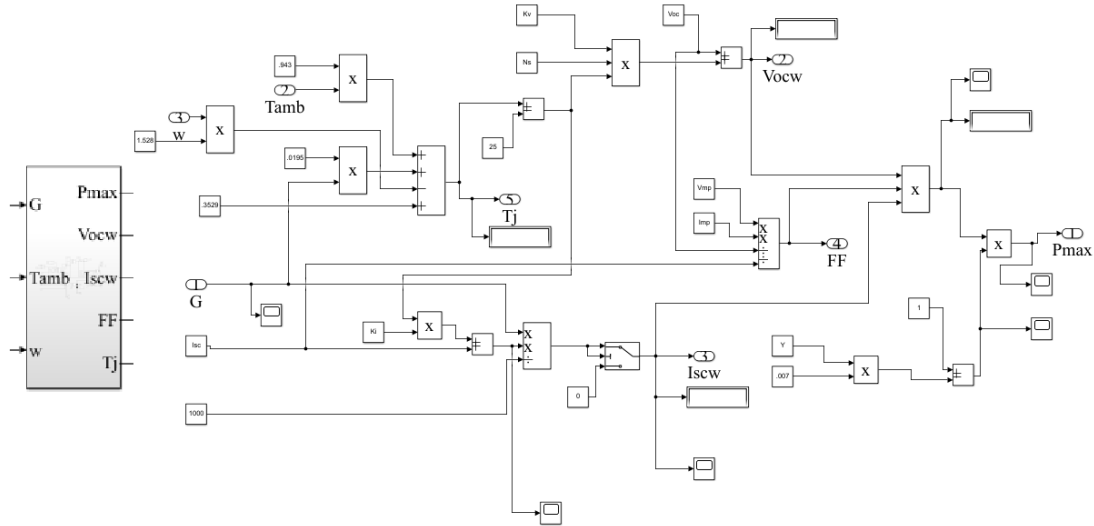 G
Tamb
w
Pmax
Vocw
Iscw
FF
Tj
.943
2
Tamb
3
w
1.528
.0195
.3529
+
+
−
+
5
Tj
25
Kv
Ns
x
Voc
2
Vocw
Vmp
Imp
x
x
÷
÷
4
FF
x
x
x
x
1
G
Isc
Ki
x
1000
x
x
÷
0
3
Iscw
x
x
1
Pmax
1
Y
.007
x